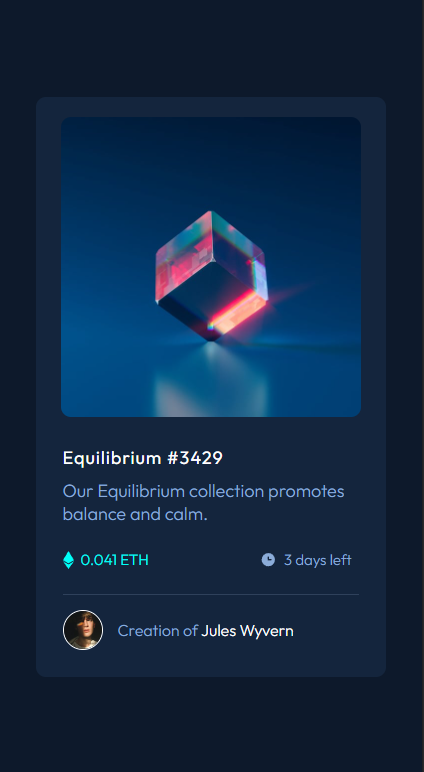 Equilibrium #3429
Our Equilibrium collection promotes
balance and calm.
0.041 ETH
3 days left
Creation of Jules Wyvern